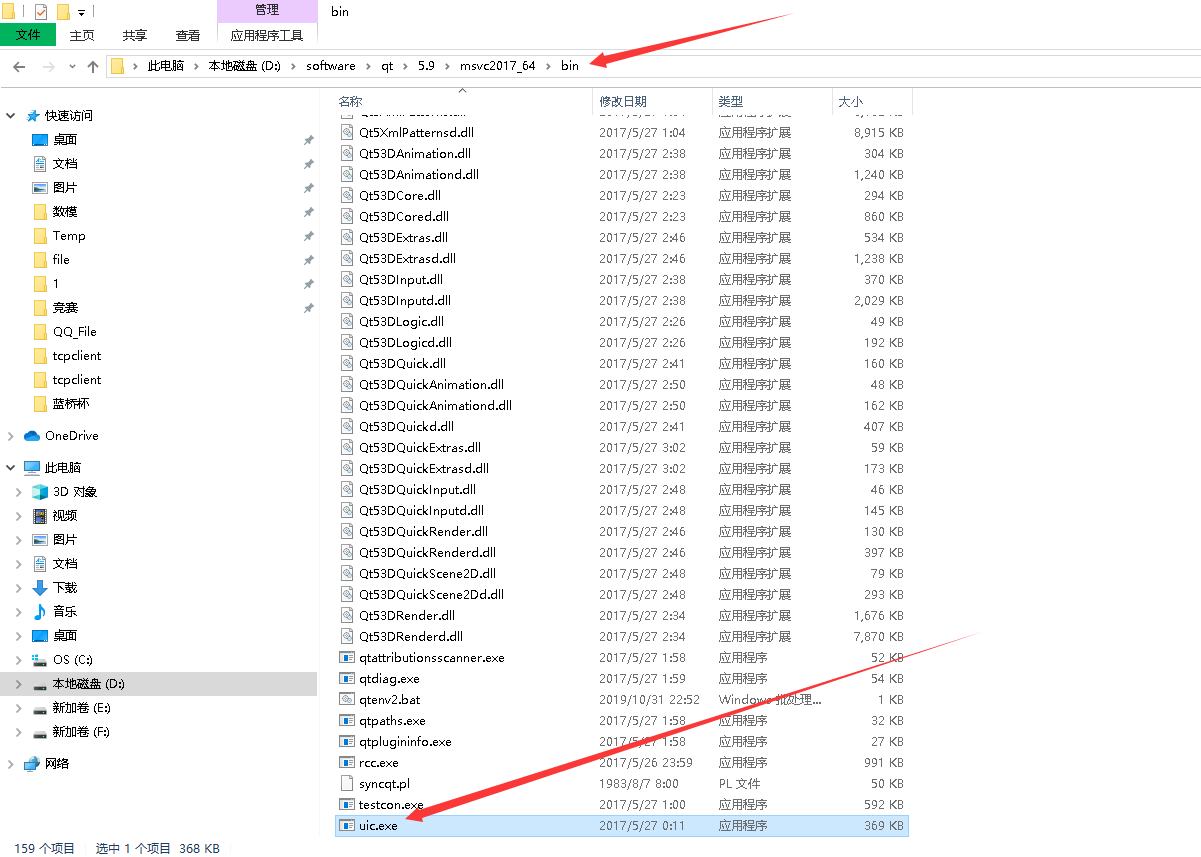 管理 bin
文件 主页 共享 查看 应用程序工具
此电脑 本地磁盘 (D:) software qt 5.9 msvc2017_64 bin
名称 修改日期 类型 大小
快速访问
桌面
文档
图片
数模
Temp
file
1
竞赛
QQ_File
tcpclient
tcpclient
蓝桥杯
OneDrive
此电脑
3D 对象
视频
图片
文档
下载
音乐
桌面
OS (C:)
本地磁盘 (D:)
新加卷 (E:)
新加卷 (F:)
网络
Qt5XmlPatternsd.dll 2017/5/27 1:04 应用程序扩展 8,915 KB
Qt53DAnimation.dll 2017/5/27 2:38 应用程序扩展 304 KB
Qt53DAnimationd.dll 2017/5/27 2:38 应用程序扩展 1,240 KB
Qt53DCore.dll 2017/5/27 2:23 应用程序扩展 294 KB
Qt53DCored.dll 2017/5/27 2:23 应用程序扩展 860 KB
Qt53DExtras.dll 2017/5/27 2:46 应用程序扩展 534 KB
Qt53DExtrasd.dll 2017/5/27 2:46 应用程序扩展 1,238 KB
Qt53DInput.dll 2017/5/27 2:38 应用程序扩展 370 KB
Qt53DInputd.dll 2017/5/27 2:38 应用程序扩展 2,029 KB
Qt53DLogic.dll 2017/5/27 2:26 应用程序扩展 49 KB
Qt53DLogicd.dll 2017/5/27 2:26 应用程序扩展 192 KB
Qt53DQuick.dll 2017/5/27 2:41 应用程序扩展 160 KB
Qt53DQuickAnimation.dll 2017/5/27 2:50 应用程序扩展 48 KB
Qt53DQuickAnimationd.dll 2017/5/27 2:50 应用程序扩展 162 KB
Qt53DQuickd.dll 2017/5/27 2:41 应用程序扩展 407 KB
Qt53DQuickExtras.dll 2017/5/27 3:02 应用程序扩展 59 KB
Qt53DQuickExtrasd.dll 2017/5/27 3:02 应用程序扩展 173 KB
Qt53DQuickInput.dll 2017/5/27 2:48 应用程序扩展 46 KB
Qt53DQuickInputd.dll 2017/5/27 2:48 应用程序扩展 145 KB
Qt53DQuickRender.dll 2017/5/27 2:46 应用程序扩展 130 KB
Qt53DQuickRenderd.dll 2017/5/27 2:46 应用程序扩展 397 KB
Qt53DQuickScene2D.dll 2017/5/27 2:48 应用程序扩展 79 KB
Qt53DQuickScene2Dd.dll 2017/5/27 2:48 应用程序扩展 293 KB
Qt53DRender.dll 2017/5/27 2:34 应用程序扩展 1,676 KB
Qt53DRenderd.dll 2017/5/27 2:34 应用程序扩展 7,870 KB
qtattributionsscanner.exe 2017/5/27 1:58 应用程序 52 KB
qtdiag.exe 2017/5/27 1:59 应用程序 54 KB
qtenv2.bat 2019/10/31 22:52 Windows 批处理... 1 KB
qtpaths.exe 2017/5/27 1:58 应用程序 32 KB
qtplugininfo.exe 2017/5/27 1:58 应用程序 27 KB
rcc.exe 2017/5/26 23:59 应用程序 991 KB
syncqt.pl 1983/8/7 8:00 PL 文件 50 KB
testcon.exe 2017/5/27 1:00 应用程序 592 KB
uic.exe 2017/5/27 0:11 应用程序 369 KB
159 个项目 选中 1 个项目 368 KB